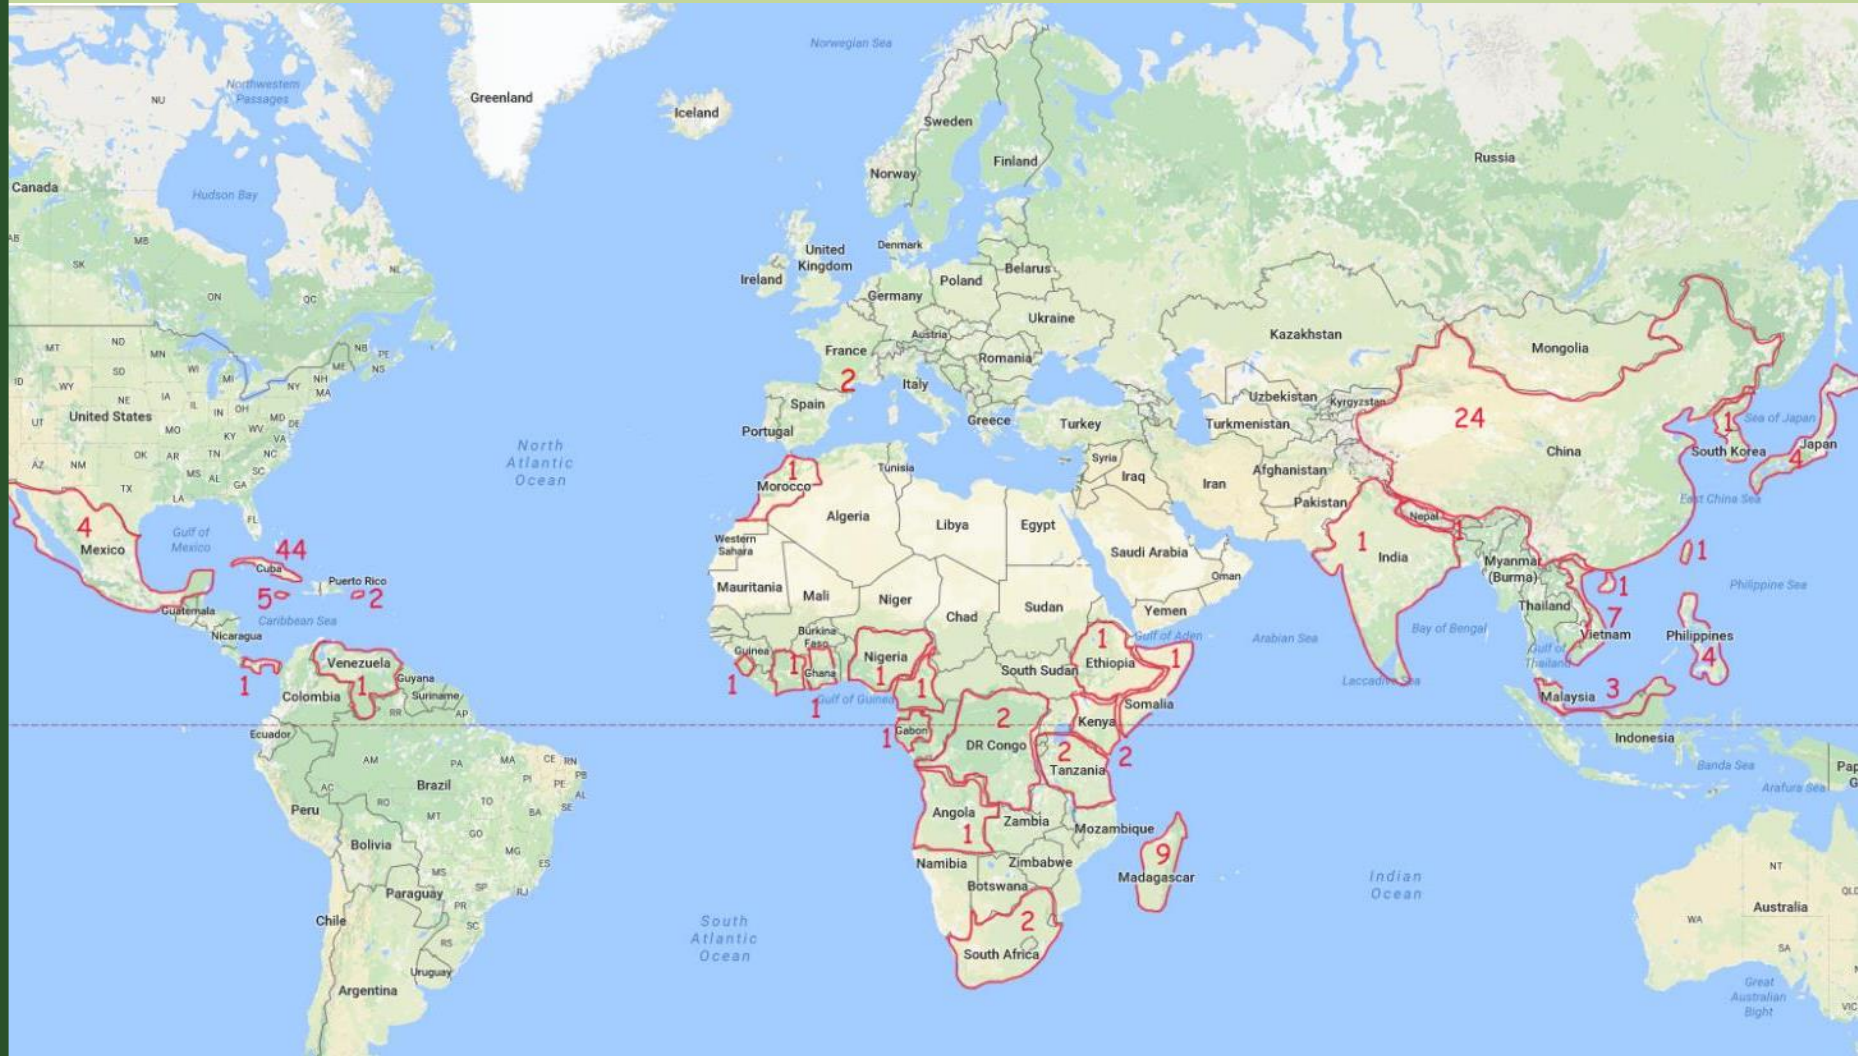 Norwegian Sea
Northwestern
Passages
NU
Greenland
Iceland
Sweden
Finland
Russia
Norway
Canada
Hudson Bay
AB
MB
SK
NL
ON
QC
United
Kingdom
Denmark
Ireland
Belarus
Poland
Germany
Ukraine
Kazakhstan
Mongolia
Austria
France
Romania
MT
ND
MN
NB
PE
ME
NS
WI
SD
ID
WY
MI
NH
NY
MA
2
Italy
Uzbekistan
Kyrgyzstan
NE
IA
IL
IN
OH
Spain
24
United States
MD
DE
Greece
Turkey
Turkmenistan
1
Sea of Japan
UT
MO
KY
WV
VA
Portugal
Japan
4
North
Atlantic
Ocean
OK
AR
TN
NC
Syria
Iraq
China
South Korea
AZ
NM
MS
AL
SC
GA
Tunisia
1
Morocco
Iran
Afghanistan
TX
LA
Pakistan
East China Sea
FL
4
Mexico
Gulf of
Mexico
Algeria
Libya
Egypt
Nepal
1
Western
Sahara
1
India
44
Cuba
Saudi Arabia
Myanmar
(Burma)
1
Mauritania
Mali
Niger
Oman
1
Philippine Sea
Puerto Rico
5
2
Guatemala
Caribbean Sea
Chad
Sudan
Yemen
Thailand
7
Vietnam
Nicaragua
Burkina
Faso
Gulf of Aden
Arabian Sea
Bay of Bengal
Gulf of
Thailand
Philippines
4
Guinea
1
Ghana
Nigeria
1
1
South Sudan
1
Ethiopia
1
Venezuela
1
Guyana
Suriname
Colombia
1
1
1
Gulf of Guinea
Laccadive Sea
Malaysia
3
Somalia
RR
AP
Ecuador
1
Gabon
2
DR Congo
Kenya
2
Indonesia
AM
PA
MA
CE
RN
PB
PE
AL
SE
PI
2
Tanzania
Banda Sea
Pap
G
AC
Brazil
RO
TO
BA
Arafura Sea
Peru
MT
Angola
1
Zambia
Mozambique
Bolivia
GO
MG
ES
Namibia
Zimbabwe
9
Madagascar
Indian
Ocean
NT
MS
SP
RJ
Botswana
QLD
Paraguay
PR
Chile
SC
South
Atlantic
Ocean
2
South Africa
WA
Australia
RS
SA
Uruguay
Argentina
Great
Australian
Bight
VIC